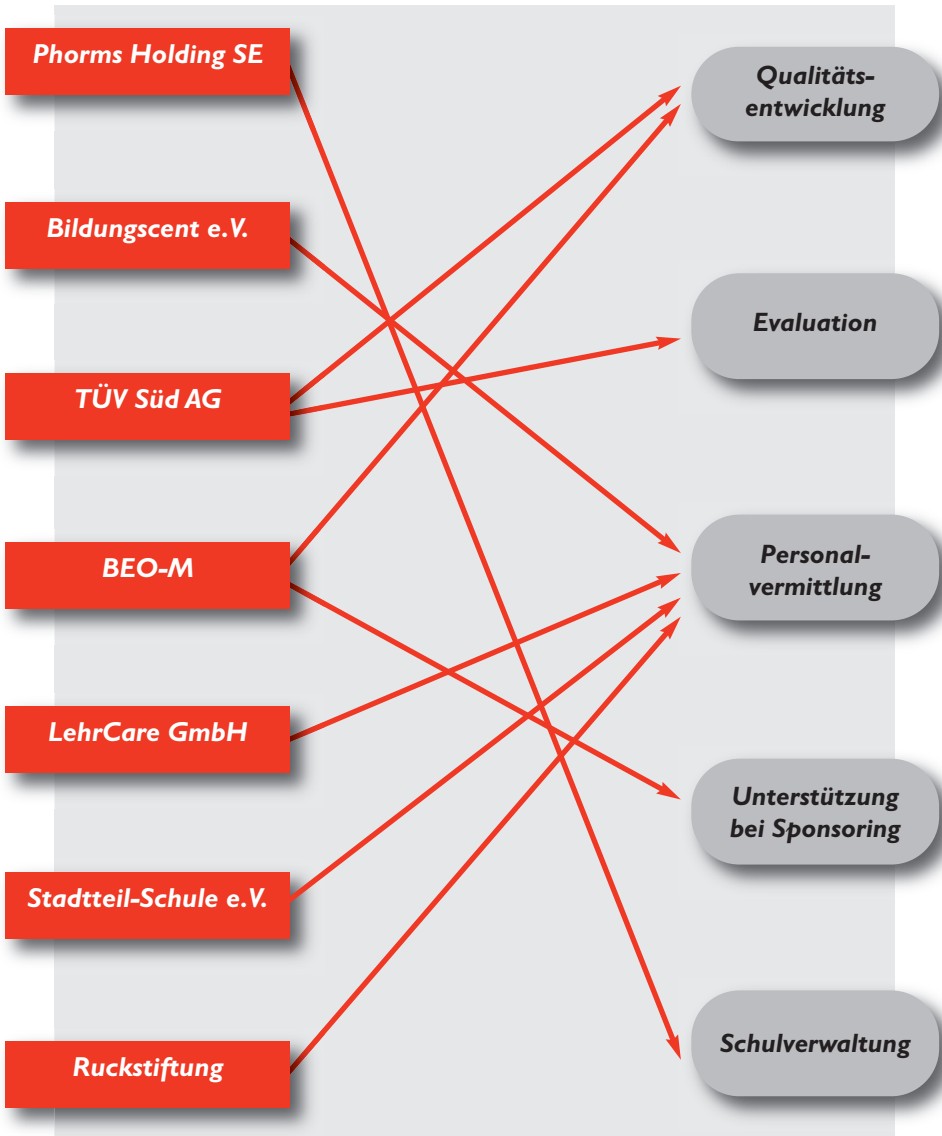 Phorms Holding SE
Bildungscent e.V.
TÜV Süd AG
BEO-M
LehrCare GmbH
Stadtteil-Schule e.V.
Ruckstiftung
Qualitäts-
entwicklung
Evaluation
Personal-
vermittlung
Unterstützung
bei Sponsoring
Schulverwaltung